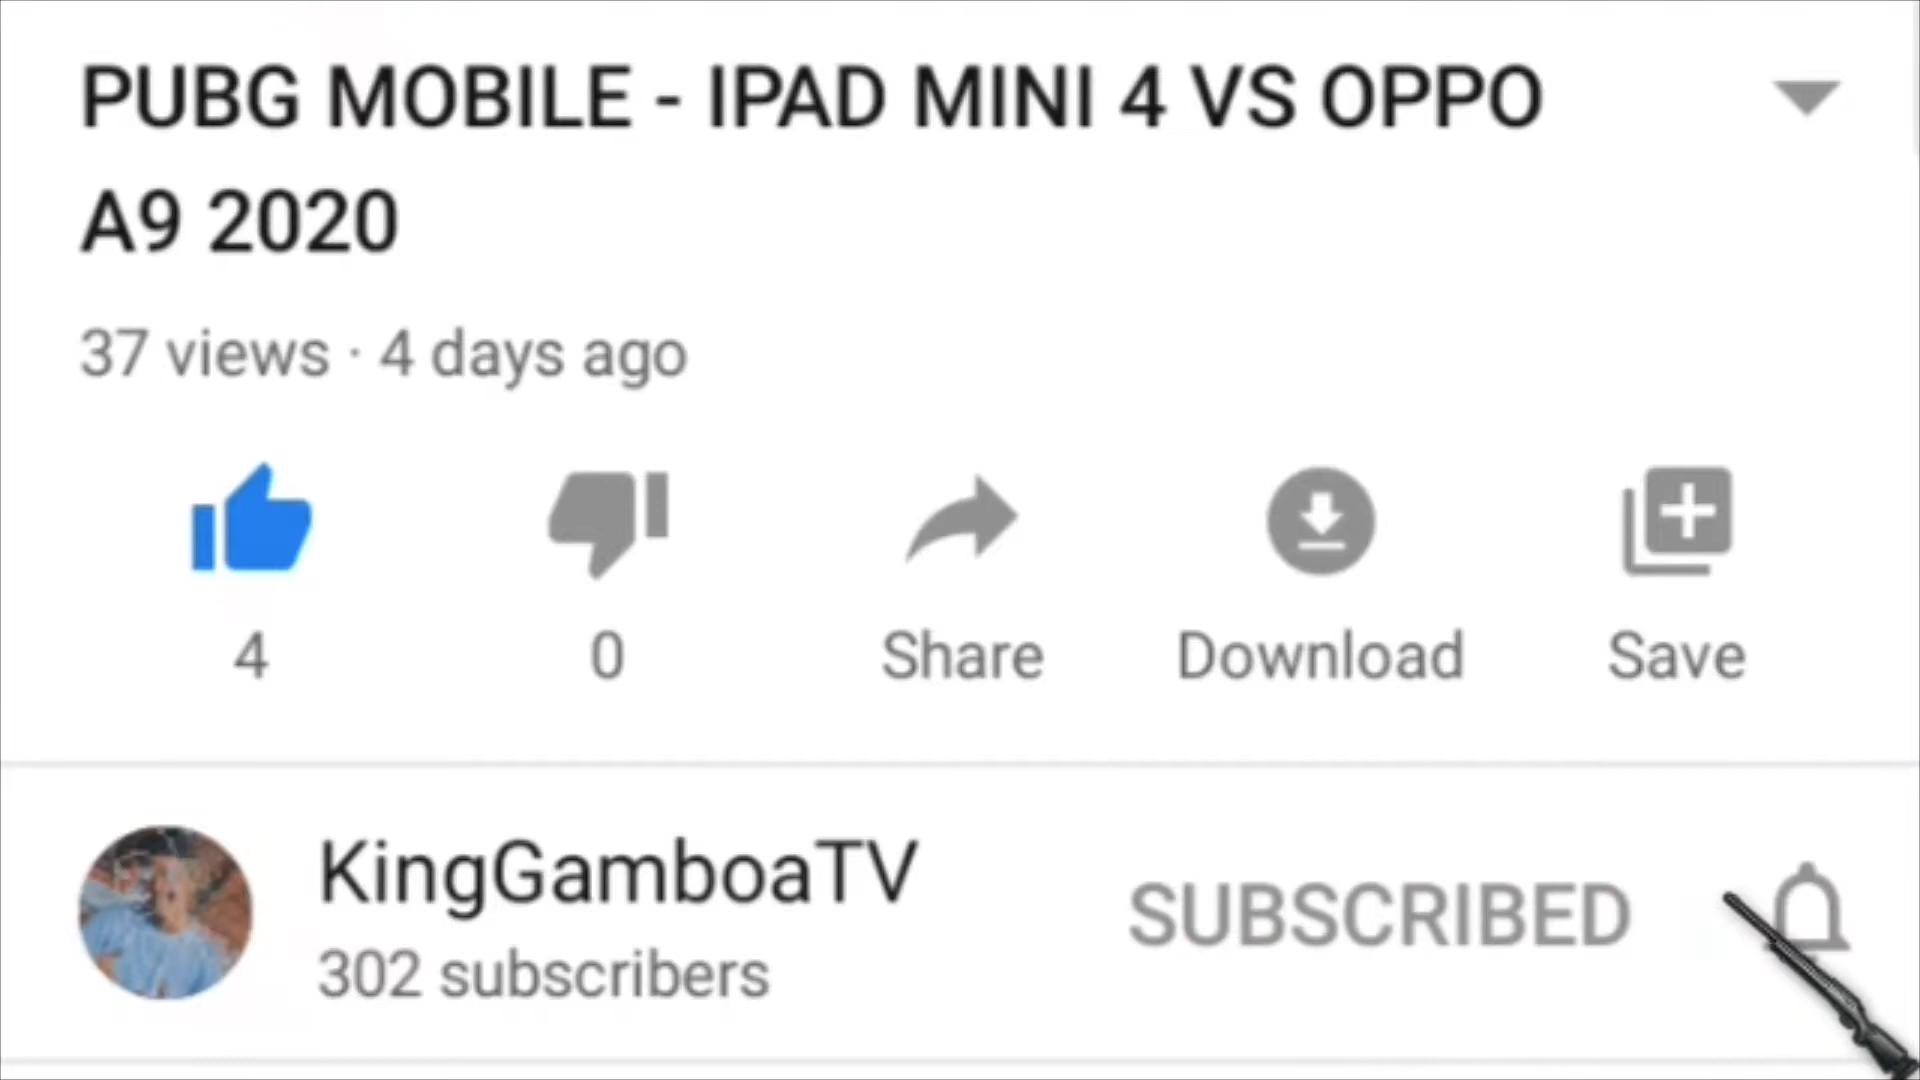 PUBG MOBILE - IPAD MINI 4 VS OPPO
A9 2020
37 views · 4 days ago
4
0
Share
Download
Save
KingGamboaTV
302 subscribers
SUBSCRIBED